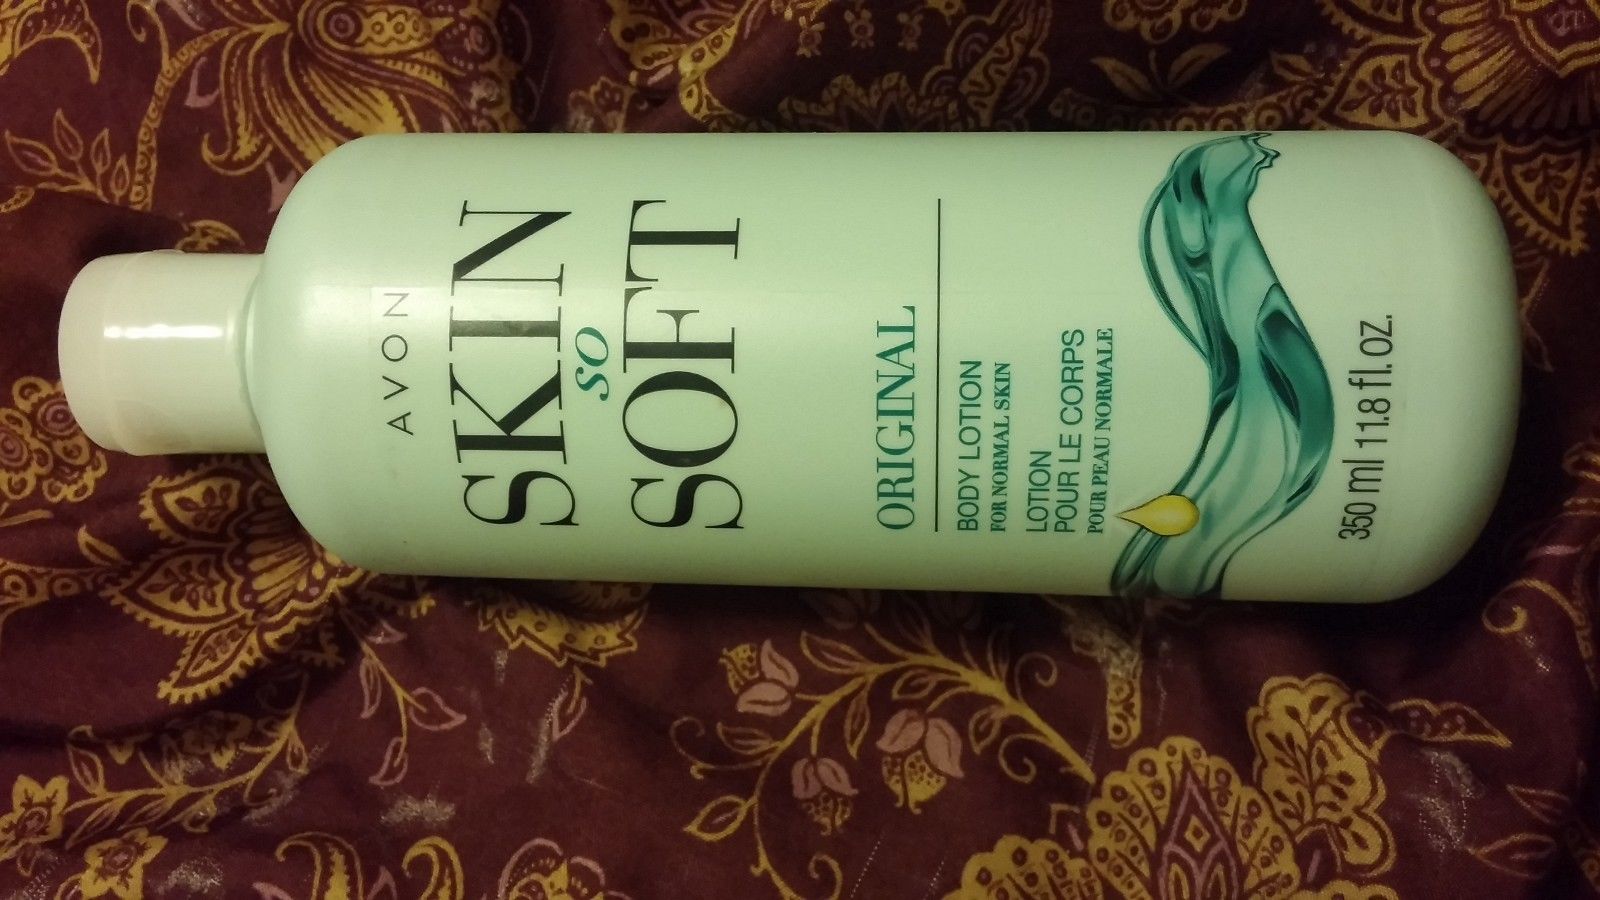 AVON
SKIN
so
SOFT
ORIGINAL
BODY LOTION
FOR NORMAL SKIN
LOTION
POUR LE CORPS
POUR PEAU NORMALE
350 ml 11.8 fl.oz.